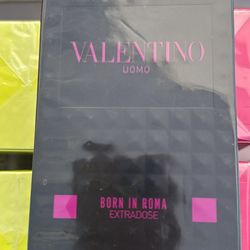 VALENTINO
UOMO
BORN IN ROMA
EXTRADOSE